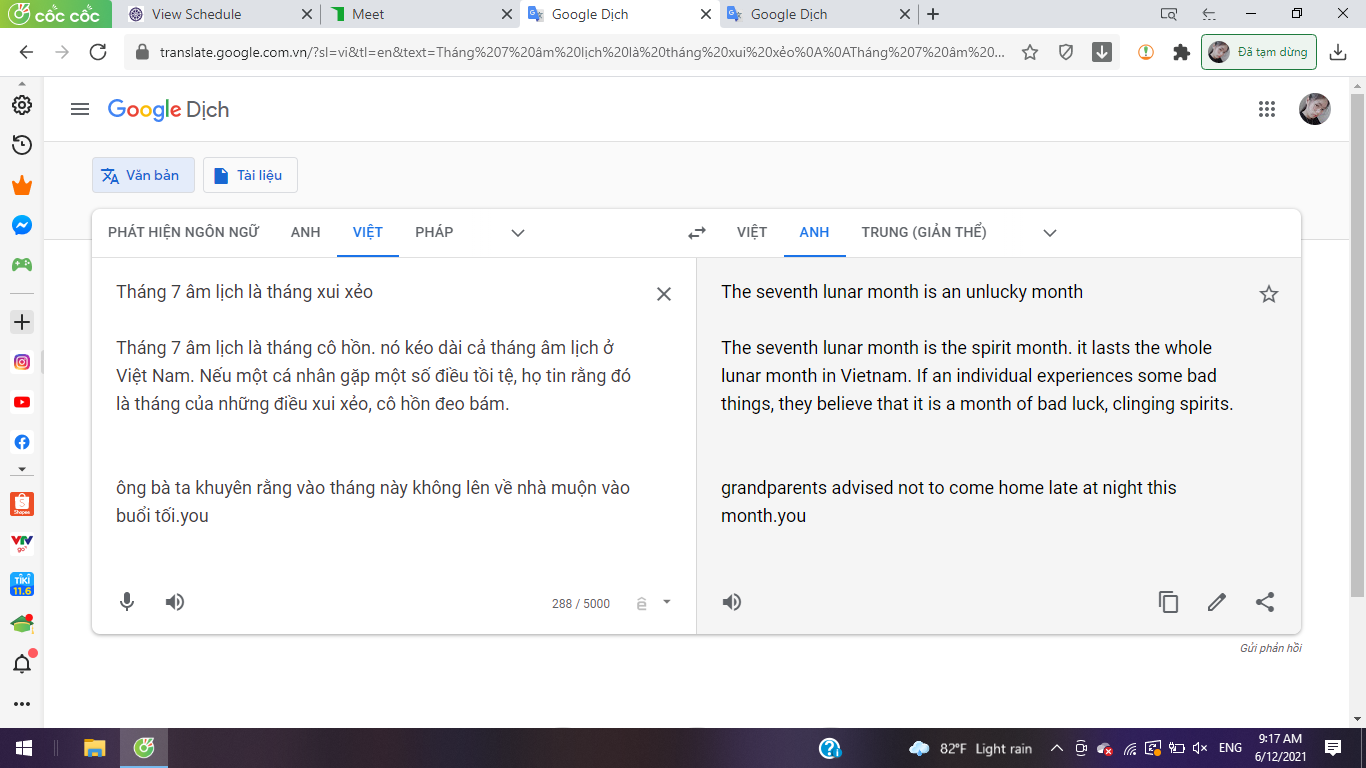 cốc cốc
View Schedule
Meet
Google Dịch
Google Dịch
translate.google.com.vn/?sl=vi&tl=en&text=Tháng%207%20âm%20lịch%20là%20tháng%20xui%20xẻo%0A%0ATháng%207%20âm%20...
Đã tạm dừng
Google Dịch
Văn bản
Tài liệu
PHÁT HIỆN NGÔN NGỮ ANH VIỆT PHÁP
VIỆT ANH TRUNG (GIẢN THỂ)
Tháng 7 âm lịch là tháng xui xẻo
Tháng 7 âm lịch là tháng cô hồn. nó kéo dài cả tháng âm lịch ở
Việt Nam. Nếu một cá nhân gặp một số điều tồi tệ, họ tin rằng đó
là tháng của những điều xui xẻo, cô hồn đeo bám.
ông bà ta khuyên rằng vào tháng này không lên về nhà muộn vào
buổi tối.you
288 / 5000
The seventh lunar month is an unlucky month
The seventh lunar month is the spirit month. it lasts the whole
lunar month in Vietnam. If an individual experiences some bad
things, they believe that it is a month of bad luck, clinging spirits.
grandparents advised not to come home late at night this
month.you
Gửi phản hồi
Shopee
VTV
go
TIKI
11.6
82°F Light rain
ENG
9:17 AM
6/12/2021